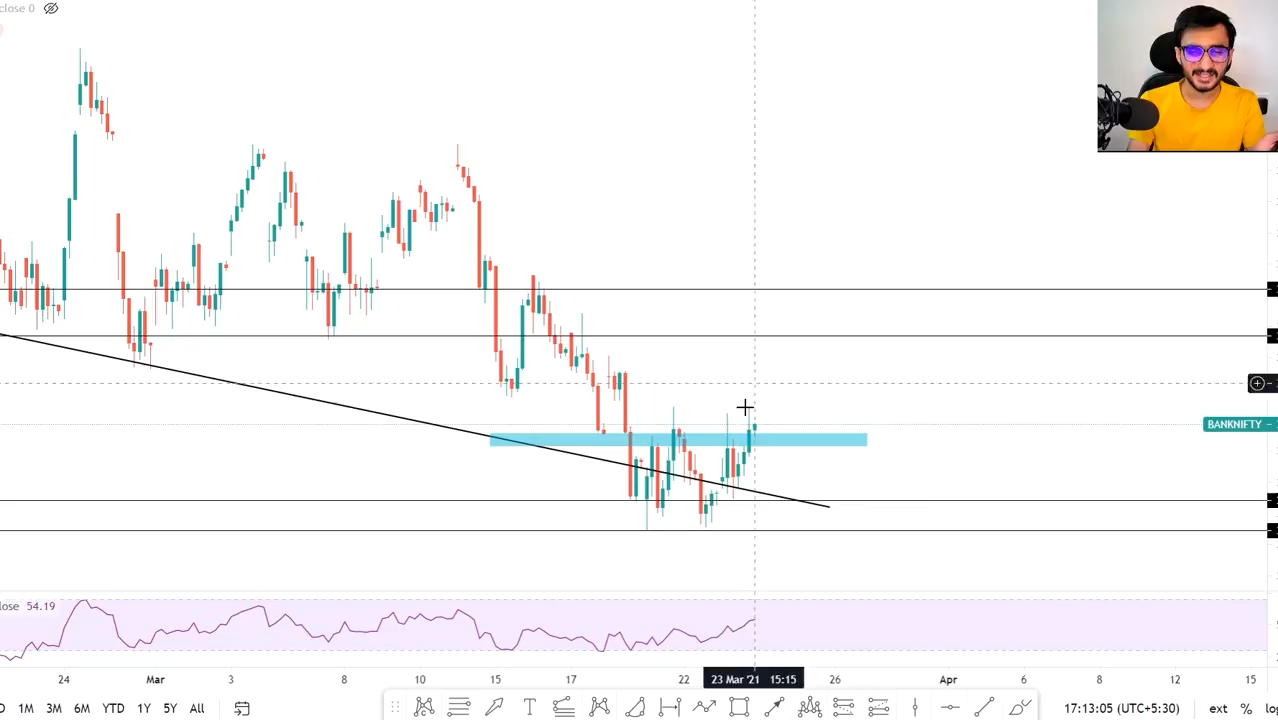 close 0
BANKNIFTY
close 54.19
24 Mar 3 8 10 15 17 22 23 Mar '21 15:15 26 Apr 6 8 12 15
1M 3M 6M YTD 1Y 5Y All
17:13:05 (UTC+5:30) ext %